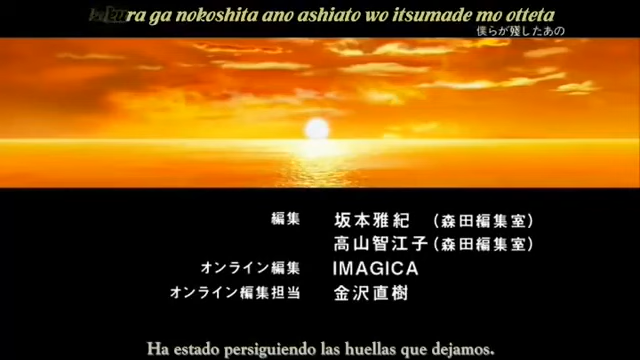 bokura ga nokoshita ano ashiato wo itsumade mo otteta
僕らが残したあの
編集 坂本雅紀 (森田編集室)
高山智江子(森田編集室)
オンライン編集 IMAGICA
オンライン編集担当 金沢直樹
Ha estado persiguiendo las huellas que dejamos.